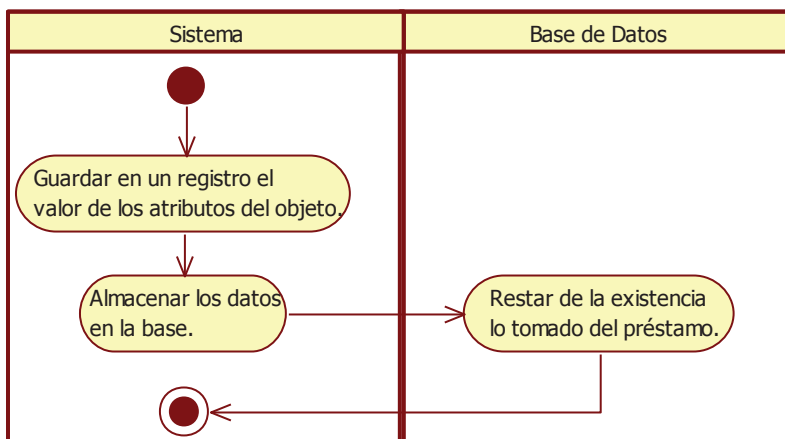 Sistema
Base de Datos
Guardar en un registro el
valor de los atributos del objeto.
Almacenar los datos
en la base.
Restar de la existencia
lo tomado del préstamo.